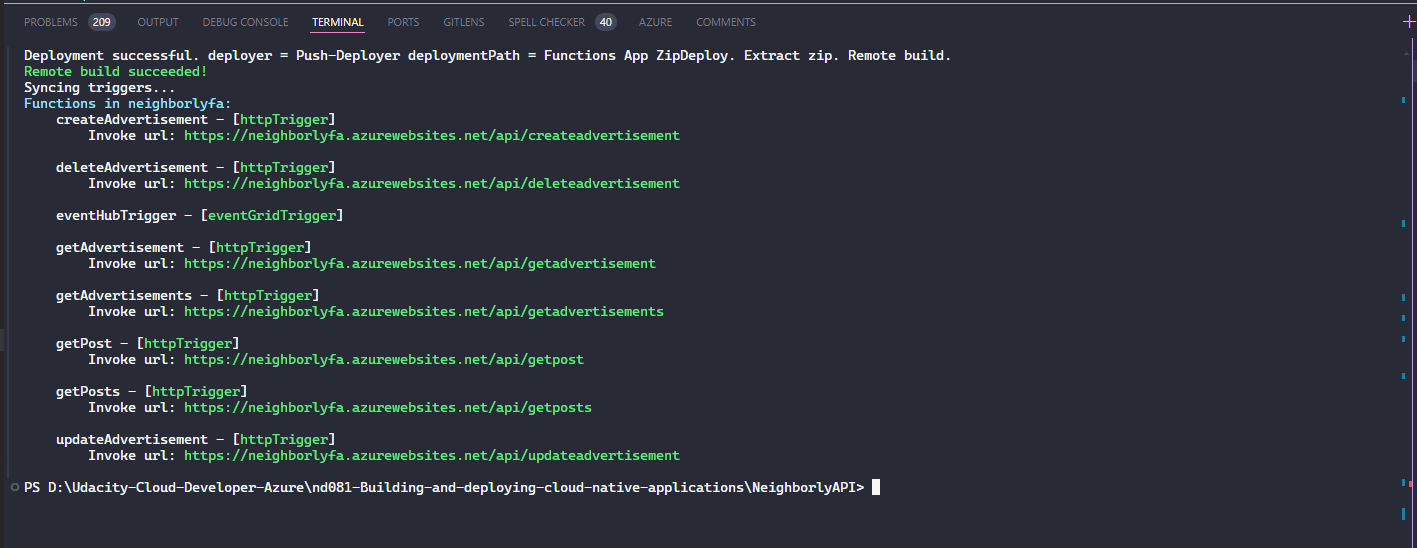 PROBLEMS 209 OUTPUT DEBUG CONSOLE TERMINAL PORTS GITLENS SPELL CHECKER 40 AZURE COMMENTS
Deployment successful. deployer = Push-Deployer deploymentPath = Functions App ZipDeploy. Extract zip. Remote build.
Remote build succeeded!
Syncing triggers...
Functions in neighborlyfa:
createAdvertisement - [httpTrigger]
Invoke url: https://neighborlyfa.azurewebsites.net/api/createadvertisement
deleteAdvertisement - [httpTrigger]
Invoke url: https://neighborlyfa.azurewebsites.net/api/deleteadvertisement
eventHubTrigger - [eventGridTrigger]
getAdvertisement - [httpTrigger]
Invoke url: https://neighborlyfa.azurewebsites.net/api/getadvertisement
getAdvertisements - [httpTrigger]
Invoke url: https://neighborlyfa.azurewebsites.net/api/getadvertisements
getPost - [httpTrigger]
Invoke url: https://neighborlyfa.azurewebsites.net/api/getpost
getPosts - [httpTrigger]
Invoke url: https://neighborlyfa.azurewebsites.net/api/getposts
updateAdvertisement - [httpTrigger]
Invoke url: https://neighborlyfa.azurewebsites.net/api/updateadvertisement
PS D:\Udacity-Cloud-Developer-Azure\nd081-Building-and-deploying-cloud-native-applications\NeighborlyAPI>